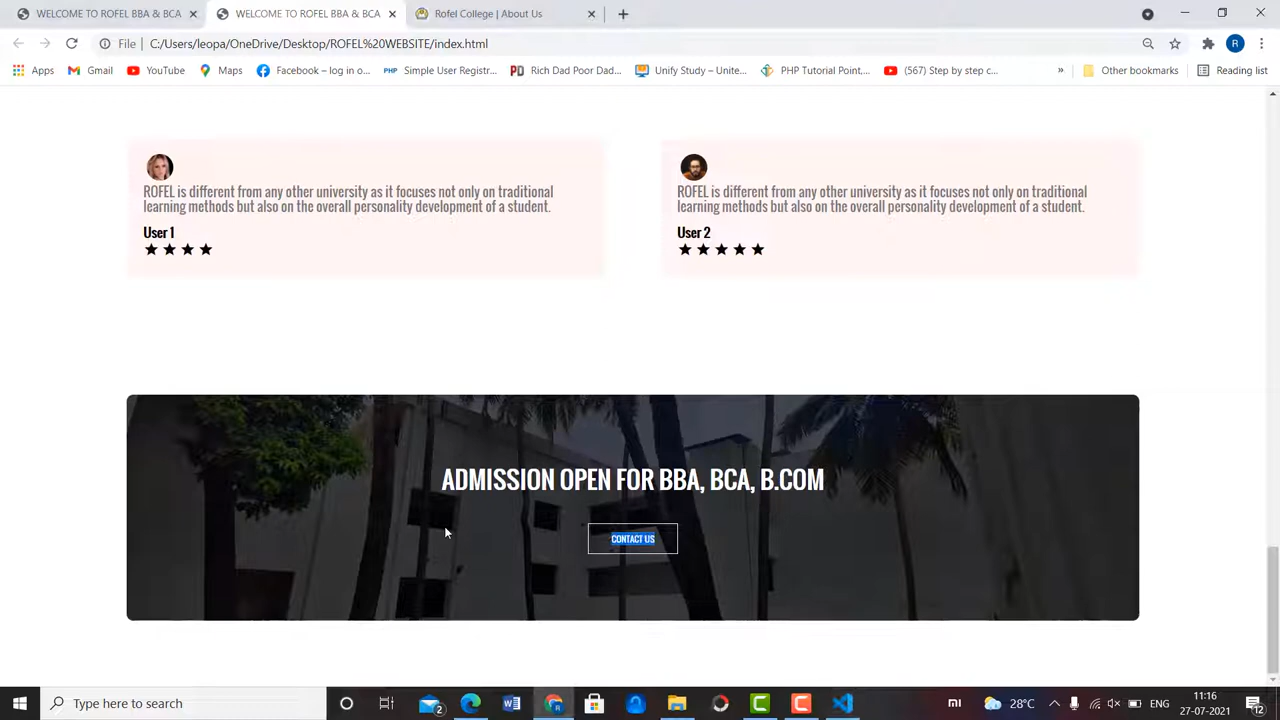 WELCOME TO ROFEL BBA & BCA
WELCOME TO ROFEL BBA & BCA
Rofel College | About Us
File
C:/Users/leopa/OneDrive/Desktop/ROFEL%20WEBSITE/index.html
R
Apps
Gmail
YouTube
Maps
Facebook – log in o...
PHP
Simple User Registr...
PD
Rich Dad Poor Dad...
Unify Study – Unite...
PHP Tutorial Point,...
(567) Step by step c...
»
Other bookmarks
Reading list
ROFEL is different from any other university as it focuses not only on traditional
learning methods but also on the overall personality development of a student.
User 1
ROFEL is different from any other university as it focuses not only on traditional
learning methods but also on the overall personality development of a student.
User 2
ADMISSION OPEN FOR BBA, BCA, B.COM
CONTACT US
Type here to search
2
28°C
ENG
11:16
27-07-2021
12